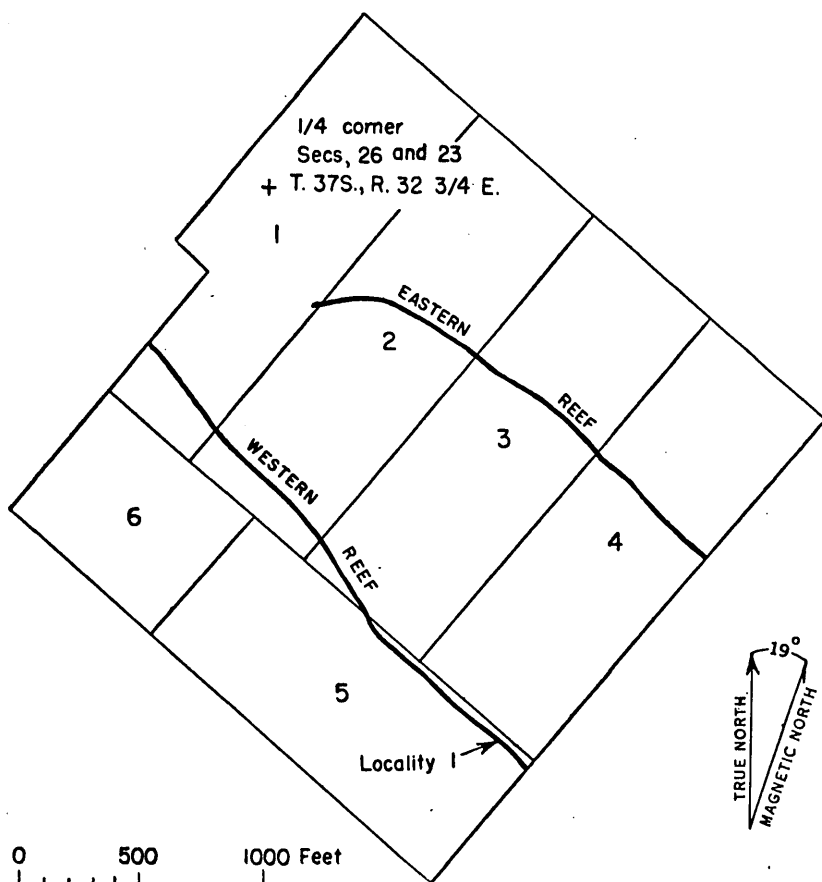 1/4 corner
Secs, 26 and 23
+ T. 37S., R. 32 3/4 E.
1
EASTERN
REEF
2
3
4
WESTERN
REEF
6
5
Locality 1
19°
TRUE NORTH
MAGNETIC NORTH
0 500 1000 Feet